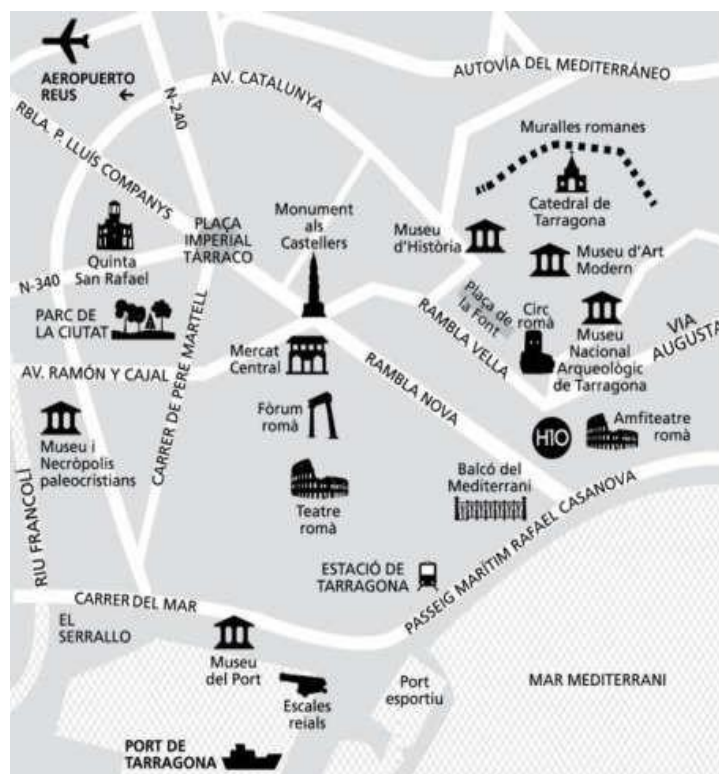 AEROPUERTO
REUS ←
N-240
AV. CATALUNYA
AUTOVÍA DEL MEDITERRÁNEO
RBLA. P. LLUÍS COMPANYS
Muralles romanes
Catedral de
Tarragona
Monument
als
Castellers
PLAÇA
IMPERIAL
TÀRRACO
Museu
d'Història
Museu d'Art
Modern
Quinta
San Rafael
N-340
PARC DE
LA CIUTAT
Plaça de
la Font
Circ
romà
Museu
Nacional
Arqueològic
de Tarragona
VIA
AUGUSTA
RAMBLA VELLA
CARRER DE PERE MARTELL
Mercat
Central
AV. RAMÓN Y CAJAL
RAMBLA NOVA
Fòrum
romà
H10
Amfiteatre
romà
Museu i
Necròpolis
paleocristians
Balcó del
Mediterrani
Teatre
romà
RIU FRANCOLÍ
PASSEIG MARÍTIM RAFAEL CASANOVA
ESTACIÓ DE
TARRAGONA
CARRER DEL MAR
EL
SERRALLO
Museu
del Port
Escales
reials
Port
esportiu
MAR MEDITERRANI
PORT DE
TARRAGONA